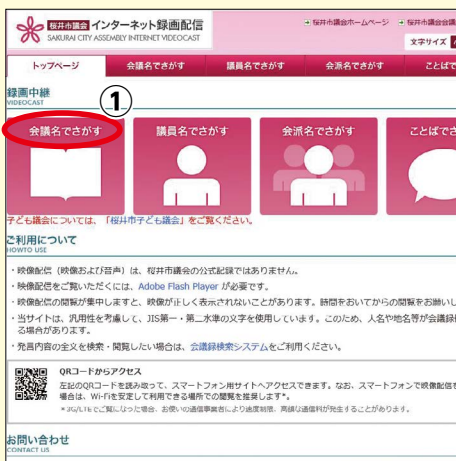 桜井市議会 インターネット録画配信
SAKURAI CITY ASSEMBLY INTERNET VIDEOCAST
桜井市議会ホームページ
桜井市議会会議
文字サイズ
トップページ
会議名でさがす
議員名でさがす
会派名でさがす
ことばで
録画中継
VIDEOCAST
①
会議名でさがす
議員名でさがす
会派名でさがす
ことばでさ
子ども議会については、「桜井市子ども議会」をご覧ください。
ご利用について
HOWTO USE
・映像配信（映像および音声）は、桜井市議会の公式記録ではありません。
・映像配信をご覧いただくには、Adobe Flash Player が必要です。
・映像配信の閲覧が集中しますと、映像が正しく表示されないことがあります。時間をおいてからの閲覧をお願いし
・当サイトは、汎用性を考慮して、JIS第一・第二水準の文字を使用しています。このため、人名や地名等が会議録
る場合があります。
・発言内容の全文を検索・閲覧したい場合は、会議録検索システムをご利用ください。
QRコードからアクセス
左記のQRコードを読み取って、スマートフォン用サイトへアクセスできます。なお、スマートフォンで映像配信を
場合は、Wi-Fiを安定して利用できる場所での閲覧を推奨します*。
*3G/LTEでご覧になった場合、お使いの通信事業者により速度制限、高額な通信料が発生することがあります。
お問い合わせ
CONTACT US